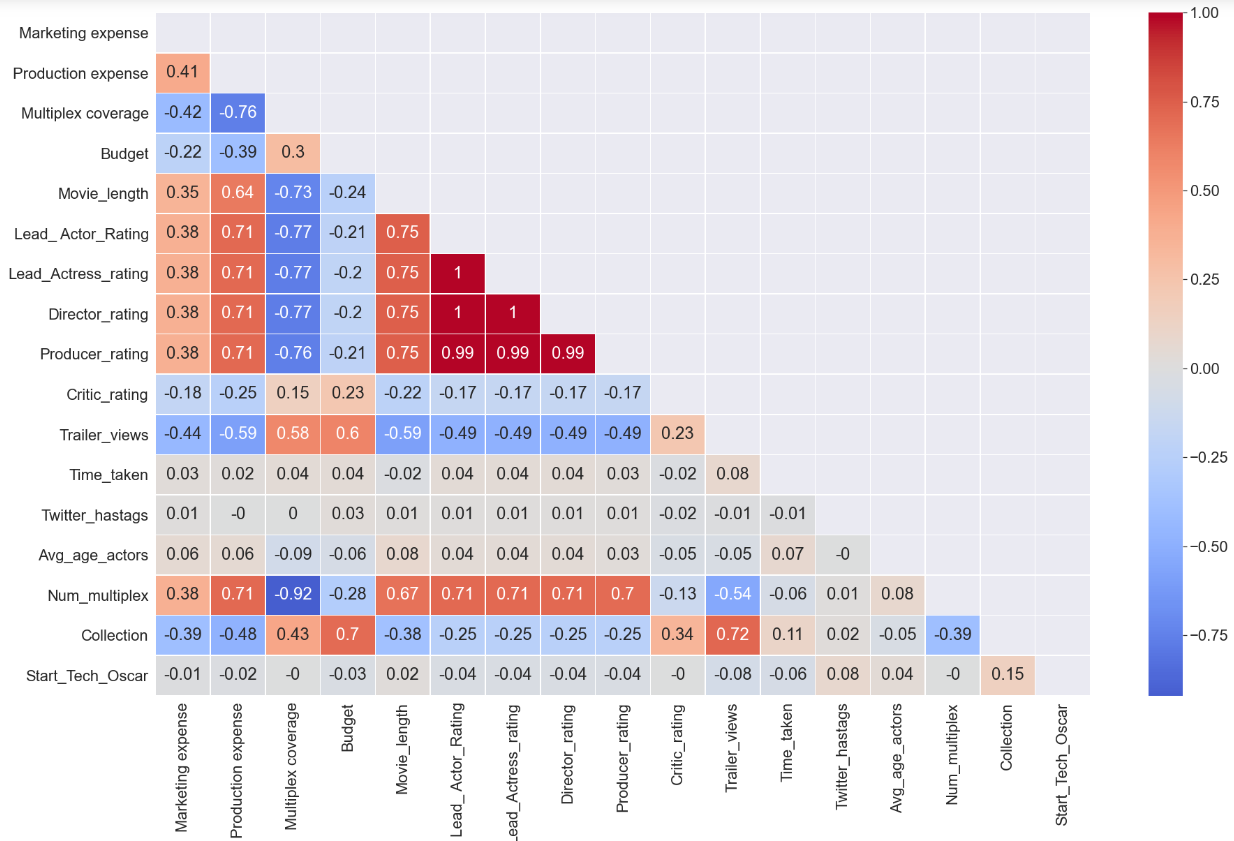 Marketing expense
Production expense 0.41
Multiplex coverage -0.42 -0.76
Budget -0.22 -0.39 0.3
Movie_length 0.35 0.64 -0.73 -0.24
Lead_ Actor_Rating 0.38 0.71 -0.77 -0.21 0.75
Lead_Actress_rating 0.38 0.71 -0.77 -0.2 0.75 1
Director_rating 0.38 0.71 -0.77 -0.2 0.75 1 1
Producer_rating 0.38 0.71 -0.76 -0.21 0.75 0.99 0.99 0.99
Critic_rating -0.18 -0.25 0.15 0.23 -0.22 -0.17 -0.17 -0.17 -0.17
Trailer_views -0.44 -0.59 0.58 0.6 -0.59 -0.49 -0.49 -0.49 -0.49 0.23
Time_taken 0.03 0.02 0.04 0.04 -0.02 0.04 0.04 0.04 0.03 -0.02 0.08
Twitter_hastags 0.01 -0 0 0.03 0.01 0.01 0.01 0.01 0.01 -0.02 -0.01 -0.01
Avg_age_actors 0.06 0.06 -0.09 -0.06 0.08 0.04 0.04 0.04 0.03 -0.05 -0.05 0.07 -0
Num_multiplex 0.38 0.71 -0.92 -0.28 0.67 0.71 0.71 0.71 0.7 -0.13 -0.54 -0.06 0.01 0.08
Collection -0.39 -0.48 0.43 0.7 -0.38 -0.25 -0.25 -0.25 -0.25 0.34 0.72 0.11 0.02 -0.05 -0.39
Start_Tech_Oscar -0.01 -0.02 -0 -0.03 0.02 -0.04 -0.04 -0.04 -0.04 -0 -0.08 -0.06 0.08 0.04 -0 0.15
Marketing expense
Production expense
Multiplex coverage
Budget
Movie_length
Lead_ Actor_Rating
ead_Actress_rating
Director_rating
Producer_rating
Critic_rating
Trailer_views
Time_taken
Twitter_hastags
Avg_age_actors
Num_multiplex
Collection
Start_Tech_Oscar
1.00
0.75
0.50
0.25
0.00
−0.25
−0.50
−0.75